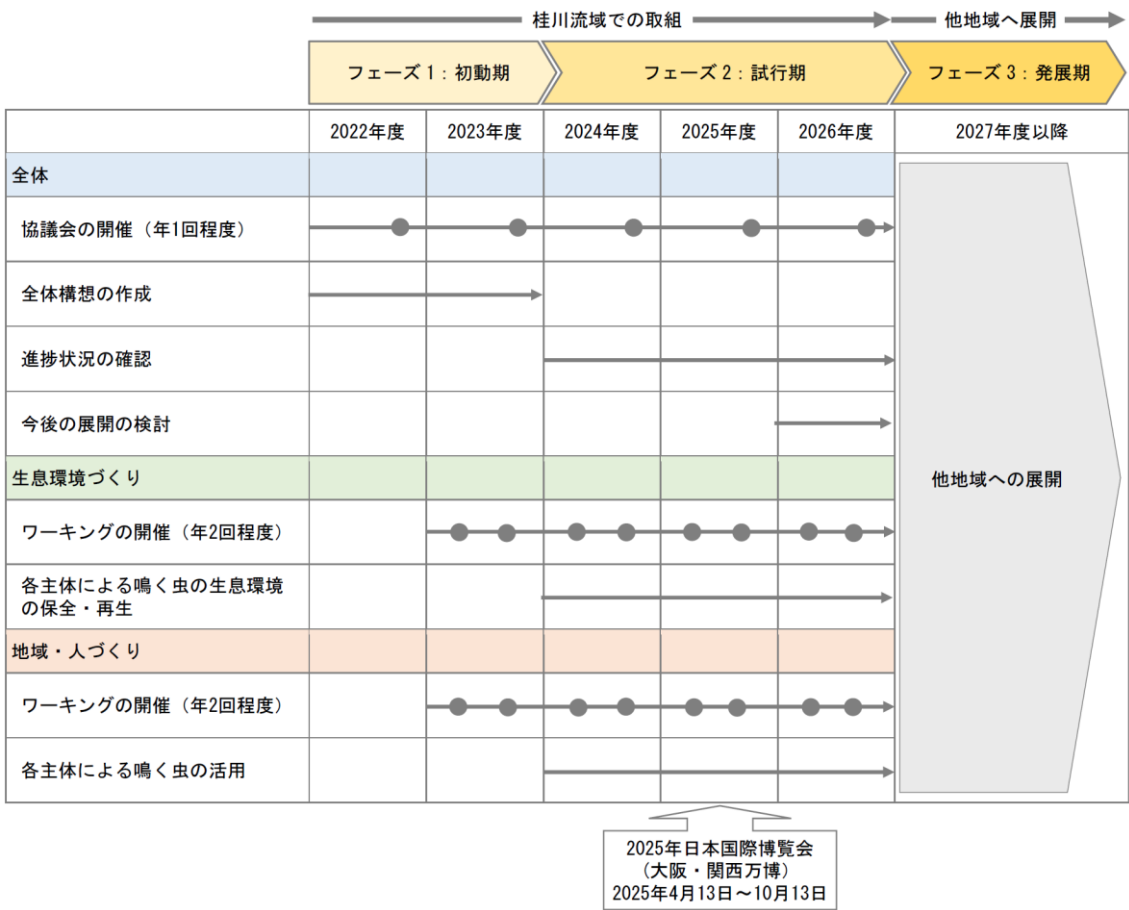 桂川流域での取組
他地域へ展開
フェーズ1：初動期
フェーズ2：試行期
フェーズ3：発展期
2022年度
2023年度
2024年度
2025年度
2026年度
2027年度以降
全体
協議会の開催（年1回程度）
全体構想の作成
進捗状況の確認
今後の展開の検討
生息環境づくり
他地域への展開
ワーキングの開催（年2回程度）
各主体による鳴く虫の生息環境
の保全・再生
地域・人づくり
ワーキングの開催（年2回程度）
各主体による鳴く虫の活用
2025年日本国際博覧会
（大阪・関西万博）
2025年4月13日～10月13日